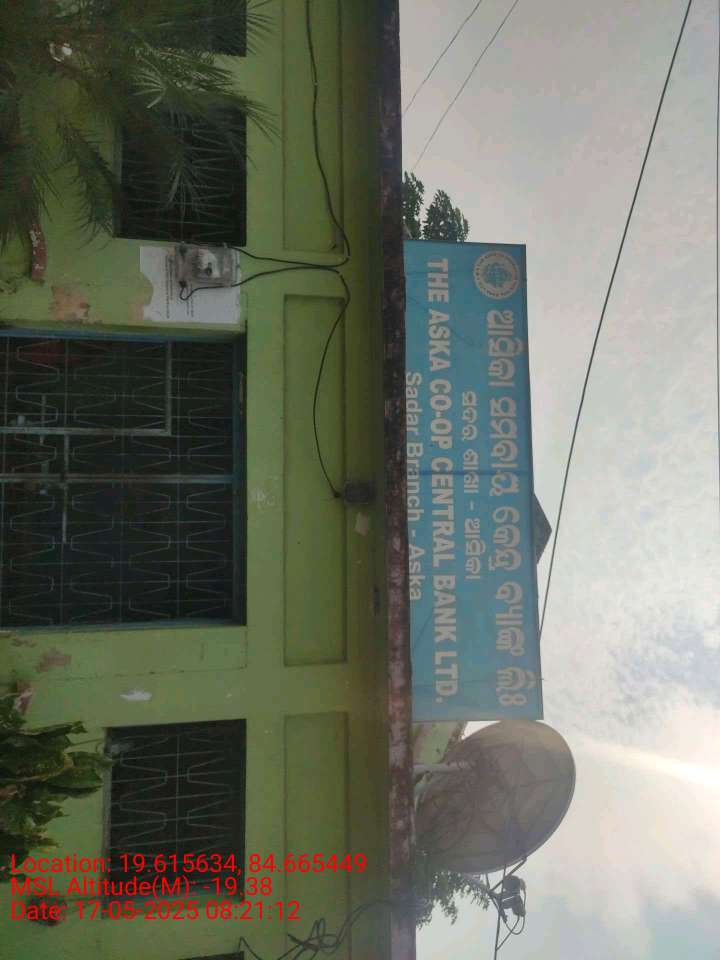 ଆସିକା ସମବାୟ କେନ୍ଦ୍ର ବ୍ୟାଙ୍କ ଲିଃ
ସଦର ଶାଖା - ଆସିକା
THE ASKA CO-OP CENTRAL BANK LTD.
Sadar Branch - Aska
Location: 19.615634, 84.665449
MSL Altitude(M): -19.38
Date: 17-05-2025 08:21:12